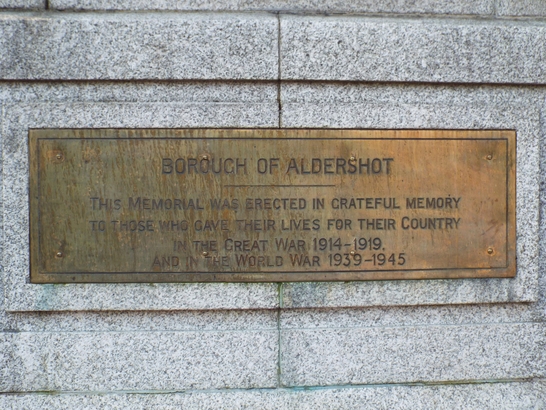 BOROUGH OF ALDERSHOT
THIS MEMORIAL WAS ERECTED IN GRATEFUL MEMORY
TO THOSE WHO GAVE THEIR LIVES FOR THEIR COUNTRY
IN THE GREAT WAR 1914-1919,
AND IN THE WORLD WAR 1939-1945